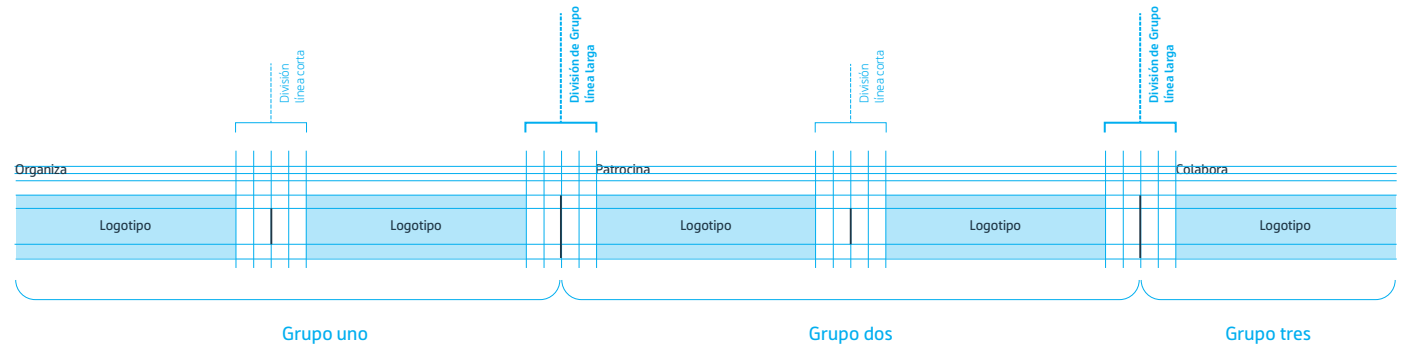 División
línea corta
División de Grupo
línea larga
División
línea corta
División de Grupo
línea larga
Organiza
Patrocina
Colabora
Logotipo
Logotipo
Logotipo
Logotipo
Logotipo
Grupo uno
Grupo dos
Grupo tres